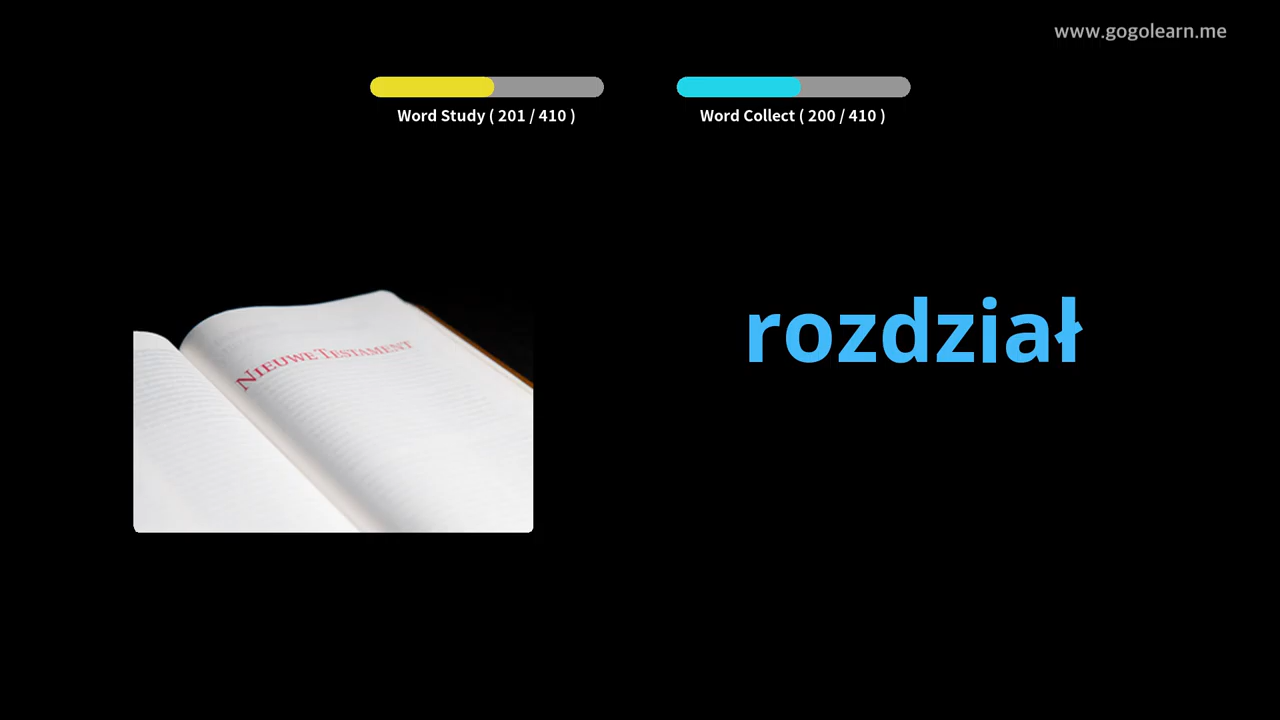 www.gogolearn.me
Word Study ( 201 / 410 )
Word Collect ( 200 / 410 )
NIEUWE TESTAMENT
rozdział